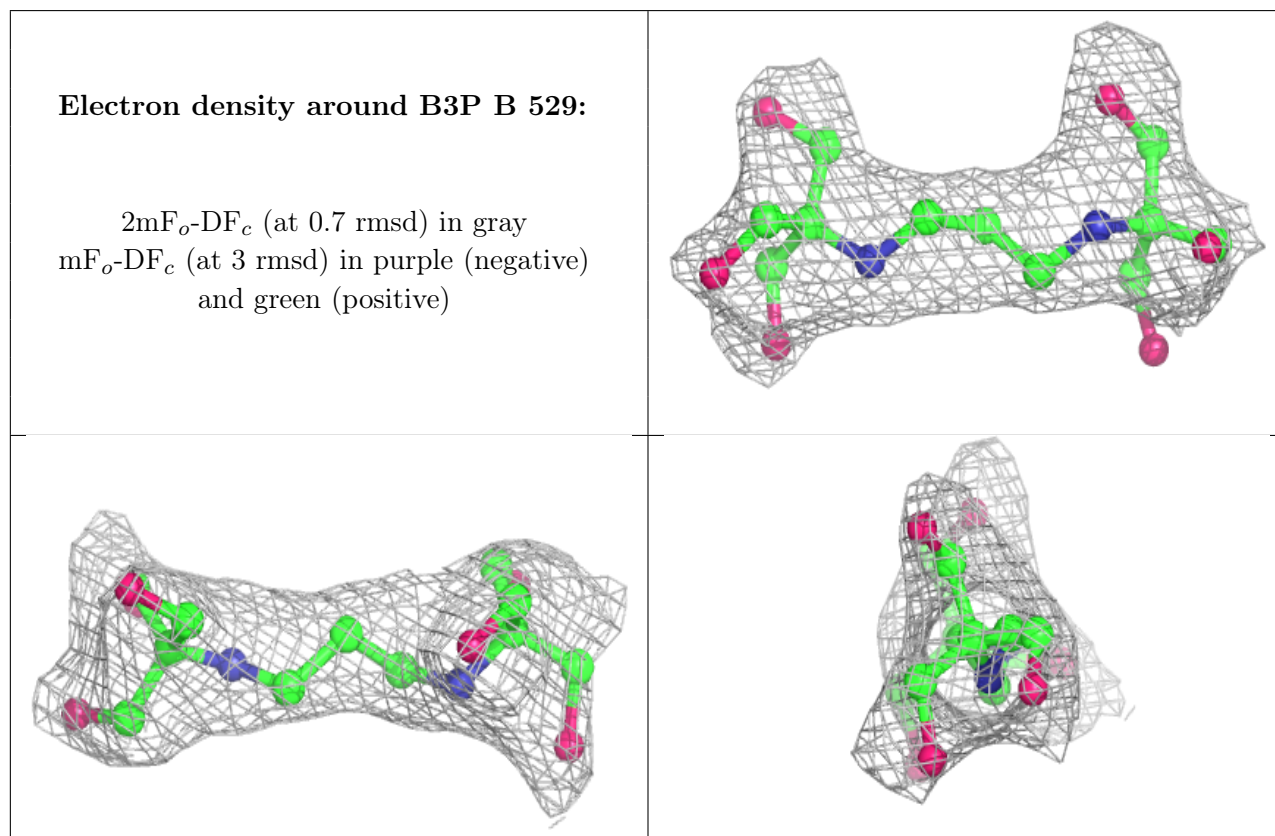 Electron density around B3P B 529:
2mFo-DFc (at 0.7 rmsd) in gray
mFo-DFc (at 3 rmsd) in purple (negative)
and green (positive)